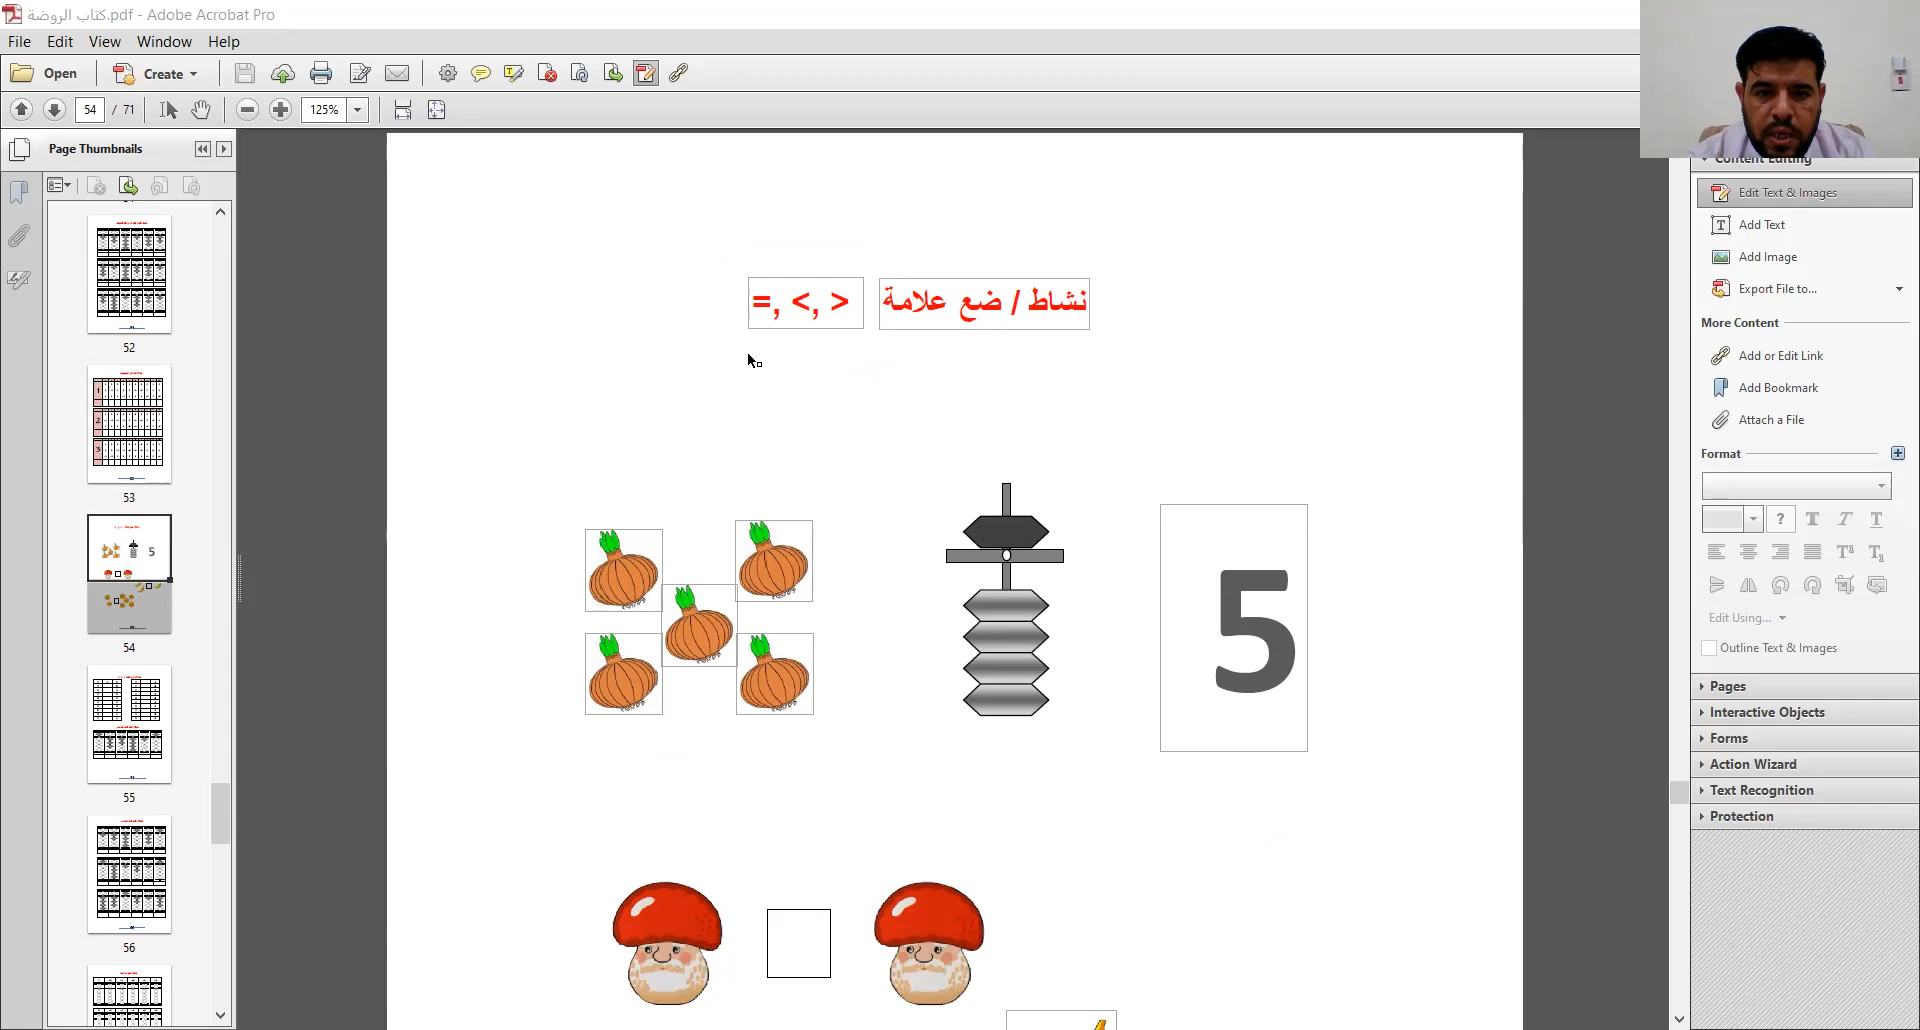 كتاب الروضة.pdf - Adobe Acrobat Pro
File Edit View Window Help
Open Create
54 / 71 125%
Page Thumbnails
52
53
54
55
56
نشاط / ضع علامة =, <, >
5
Content Editing
Edit Text & Images
Add Text
Add Image
Export File to...
More Content
Add or Edit Link
Add Bookmark
Attach a File
Format
Edit Using...
Outline Text & Images
Pages
Interactive Objects
Forms
Action Wizard
Text Recognition
Protection